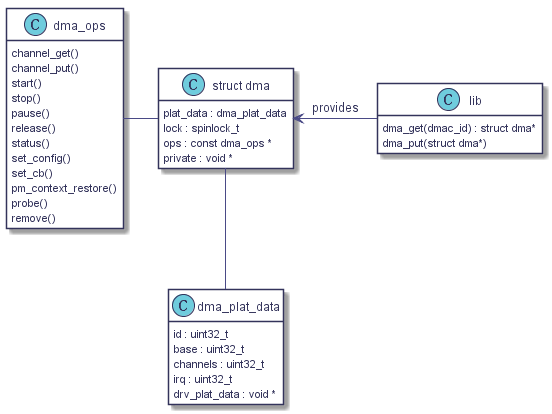 C dma_ops
channel_get()
channel_put()
start()
stop()
pause()
release()
status()
set_config()
set_cb()
pm_context_restore()
probe()
remove()
C struct dma
plat_data : dma_plat_data
lock : spinlock_t
ops : const dma_ops *
private : void *
provides
C lib
dma_get(dmac_id) : struct dma*
dma_put(struct dma*)
C dma_plat_data
id : uint32_t
base : uint32_t
channels : uint32_t
irq : uint32_t
drv_plat_data : void *